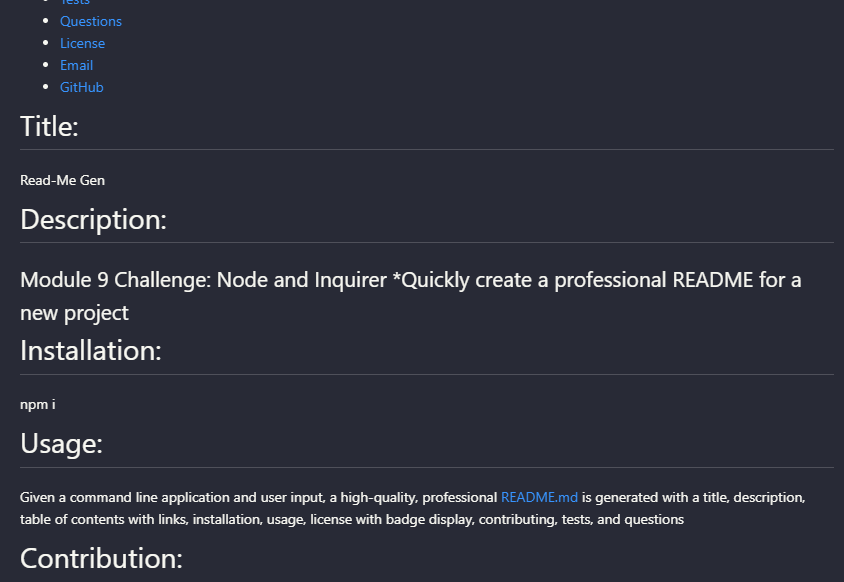 Tests
Questions
License
Email
GitHub
Title:
Read-Me Gen
Description:
Module 9 Challenge: Node and Inquirer *Quickly create a professional README for a
new project
Installation:
npm i
Usage:
Given a command line application and user input, a high-quality, professional README.md is generated with a title, description,
table of contents with links, installation, usage, license with badge display, contributing, tests, and questions
Contribution: